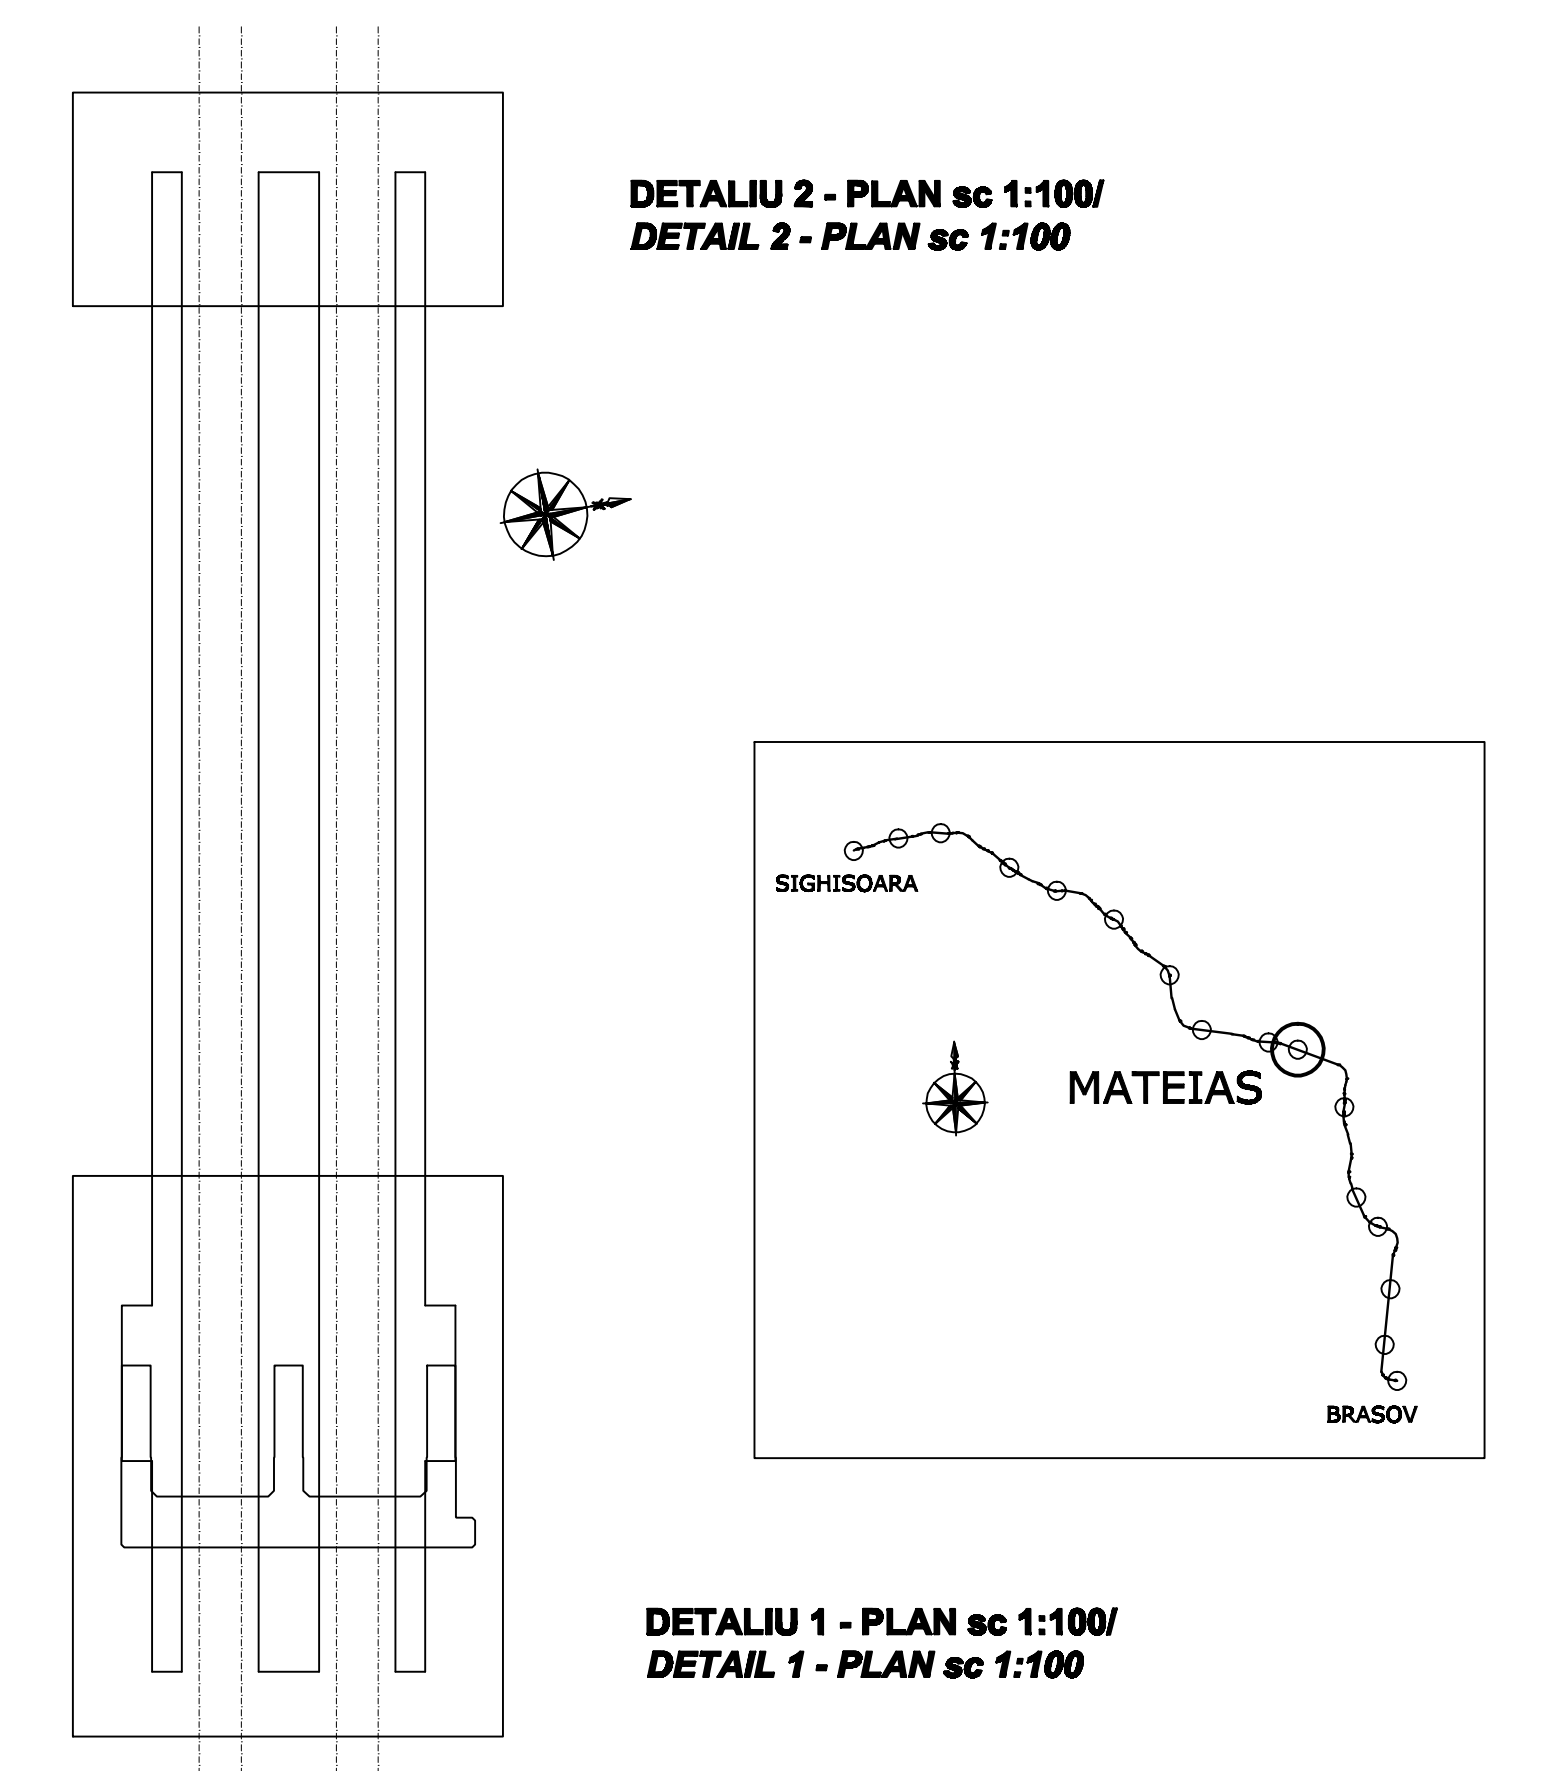 DETALIU 2 - PLAN sc 1:100/
DETAIL 2 - PLAN sc 1:100
SIGHISOARA
MATEIAS
BRASOV
DETALIU 1 - PLAN sc 1:100/
DETAIL 1 - PLAN sc 1:100